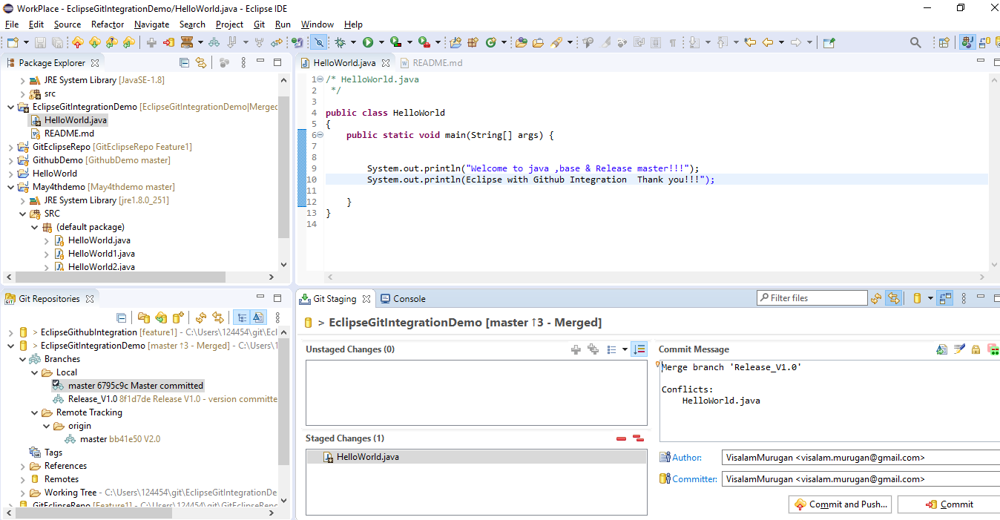 WorkPlace - EclipseGitIntegrationDemo/HelloWorld.java - Eclipse IDE
File Edit Source Refactor Navigate Search Project Git Run Window Help
Package Explorer
JRE System Library [JavaSE-1.8]
src
EclipseGitIntegrationDemo [EclipseGitIntegrationDemo|Merged
HelloWorld.java
README.md
GitEclipseRepo [GitEclipseRepo Feature1]
GithubDemo [GithubDemo master]
HelloWorld
May4thdemo [May4thdemo master]
JRE System Library [jre1.8.0_251]
SRC
(default package)
HelloWorld.java
HelloWorld1.java
HelloWorld2.java
HelloWorld.java README.md
1 /* HelloWorld.java
2 */
3
4 public class HelloWorld
5 {
6 public static void main(String[] args) {
7
8
9 System.out.println("Welcome to java ,base & Release master!!!");
10 System.out.println(Eclipse with Github Integration  Thank you!!!");
11
12 }
13 }
14
Git Repositories
> EclipseGithubIntegration [feature1] - C:\Users\124454\git\Ecl
> EclipseGitIntegrationDemo [master ↑3 - Merged] - C:\Users\1
Branches
Local
master 6795c9c Master committed
Release_V1.0 8f1d7de Release V1.0 - version committe
Remote Tracking
origin
master bb41e50 V2.0
Tags
References
Remotes
Working Tree - C:\Users\124454\git\EclipseGitIntegrationDe
GitEclipseRepo [Feature1] - C:\Users\124454\git\GitEclipseRepo
Git Staging Console
Filter files
> EclipseGitIntegrationDemo [master ↑3 - Merged]
Unstaged Changes (0)
Staged Changes (1)
HelloWorld.java
Commit Message
Merge branch 'Release_V1.0'
Conflicts:
HelloWorld.java
Author: VisalamMurugan <visalam.murugan@gmail.com>
Committer: VisalamMurugan <visalam.murugan@gmail.com>
Commit and Push... Commit